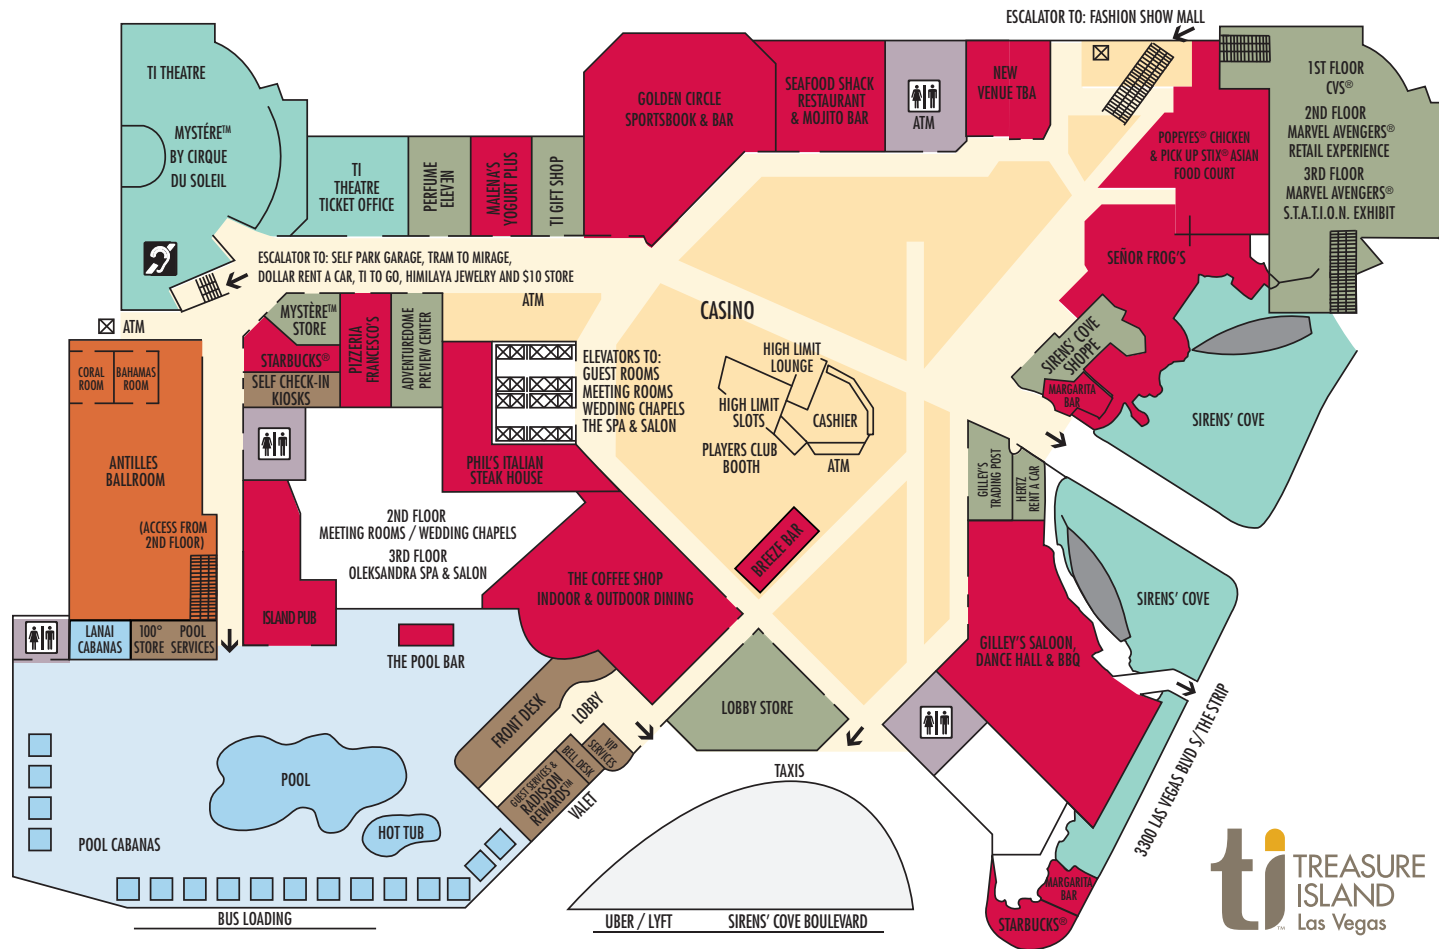 ESCALATOR TO: FASHION SHOW MALL
TI THEATRE
MYSTÉRE™
BY CIRQUE
DU SOLEIL
TI
THEATRE
TICKET OFFICE
PERFUME
ELEVEN
MALENA'S
YOGURT PLUS
TI GIFT SHOP
GOLDEN CIRCLE
SPORTSBOOK & BAR
SEAFOOD SHACK
RESTAURANT
& MOJITO BAR
ATM
NEW
VENUE TBA
POPEYES® CHICKEN
& PICK UP STIX® ASIAN
FOOD COURT
1ST FLOOR
CVS®
2ND FLOOR
MARVEL AVENGERS®
RETAIL EXPERIENCE
3RD FLOOR
MARVEL AVENGERS®
S.T.A.T.I.O.N. EXHIBIT
ESCALATOR TO: SELF PARK GARAGE, TRAM TO MIRAGE,
DOLLAR RENT A CAR, TI TO GO, HIMILAYA JEWELRY AND $10 STORE
ATM
SEÑOR FROG'S
CASINO
ATM
MYSTÈRE™
STORE
STARBUCKS®
SELF CHECK-IN
KIOSKS
PIZZERIA
FRANCESCO'S
ADVENTUREDOME
PREVIEW CENTER
ELEVATORS TO:
GUEST ROOMS
MEETING ROOMS
WEDDING CHAPELS
THE SPA & SALON
HIGH LIMIT
LOUNGE
HIGH LIMIT
SLOTS
CASHIER
PLAYERS CLUB
BOOTH
ATM
SIRENS' COVE
SHOPPE
MARGARITA
BAR
SIRENS' COVE
CORAL
ROOM
BAHAMAS
ROOM
ANTILLES
BALLROOM
(ACCESS FROM
2ND FLOOR)
PHIL'S ITALIAN
STEAK HOUSE
GILLEY'S
TRADING POST
HERTZ
RENT A CAR
2ND FLOOR
MEETING ROOMS / WEDDING CHAPELS
3RD FLOOR
OLEKSANDRA SPA & SALON
BREEZE BAR
THE COFFEE SHOP
INDOOR & OUTDOOR DINING
SIRENS' COVE
ISLAND PUB
LANAI
CABANAS
100°
STORE
POOL
SERVICES
THE POOL BAR
GILLEY'S SALOON,
DANCE HALL & BBQ
FRONT DESK
LOBBY
LOBBY STORE
VIP
SERVICES
BELL DESK
GUEST SERVICES &
RADISSON
REWARDS™
VALET
TAXIS
3300 LAS VEGAS BLVD S/THE STRIP
POOL
HOT TUB
POOL CABANAS
MARGARITA
BAR
STARBUCKS®
BUS LOADING
UBER / LYFT
SIRENS' COVE BOULEVARD
ti
TREASURE
ISLAND
Las Vegas